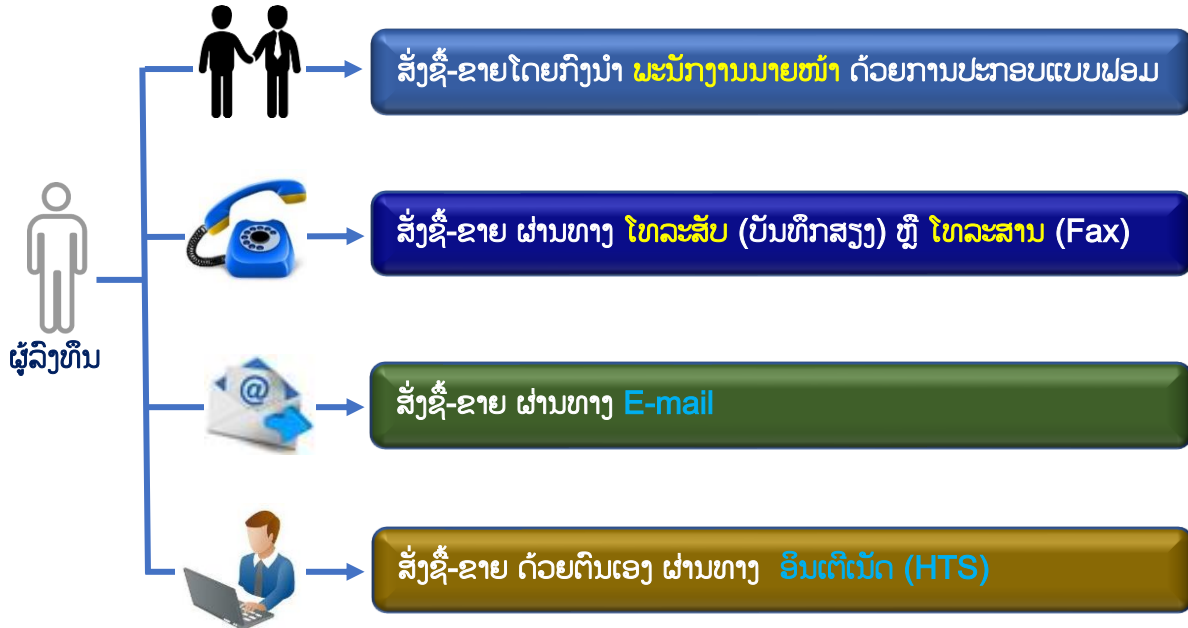 ສັ່ງຊື້-ຂາຍໂດຍກົງນຳ ພະນັກງານນາຍໜ້າ ດ້ວຍການປະກອບແບບຟອມ
ສັ່ງຊື້-ຂາຍ ຜ່ານທາງ ໂທລະສັບ (ບັນທຶກສຽງ) ຫຼື ໂທລະສານ (Fax)
ຜູ້ລົງທຶນ
ສັ່ງຊື້-ຂາຍ ຜ່ານທາງ E-mail
ສັ່ງຊື້-ຂາຍ ດ້ວຍຕົນເອງ ຜ່ານທາງ ອິນເຕີເນັດ (HTS)